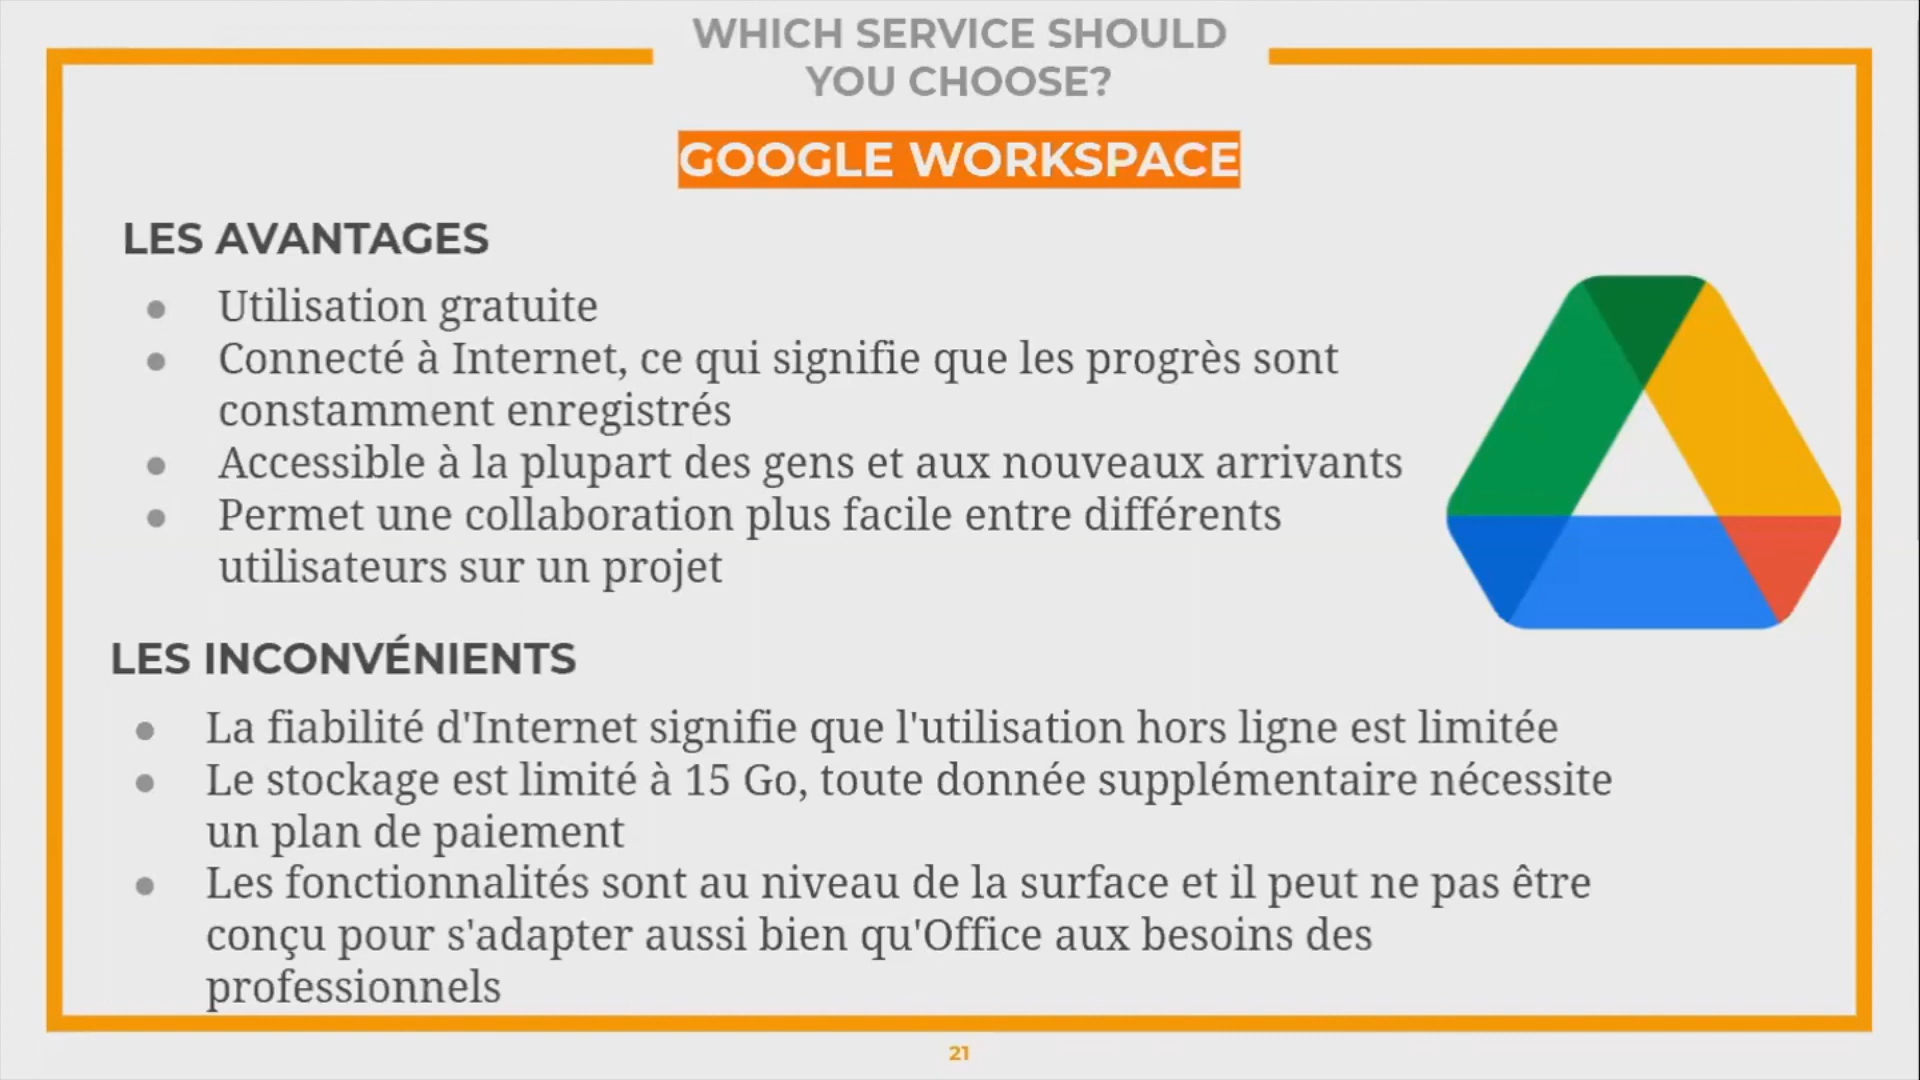 WHICH SERVICE SHOULD
YOU CHOOSE?
GOOGLE WORKSPACE
LES AVANTAGES
Utilisation gratuite
Connecté à Internet, ce qui signifie que les progrès sont
constamment enregistrés
Accessible à la plupart des gens et aux nouveaux arrivants
Permet une collaboration plus facile entre différents
utilisateurs sur un projet
LES INCONVÉNIENTS
La fiabilité d'Internet signifie que l'utilisation hors ligne est limitée
Le stockage est limité à 15 Go, toute donnée supplémentaire nécessite
un plan de paiement
Les fonctionnalités sont au niveau de la surface et il peut ne pas être
conçu pour s'adapter aussi bien qu'Office aux besoins des
professionnels
21